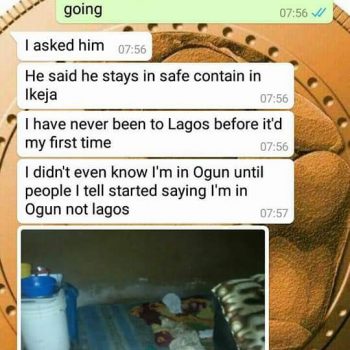 going
07:56
I asked him
07:56
He said he stays in safe contain in
Ikeja
07:56
I have never been to Lagos before it'd
my first time
07:56
I didn't even know I'm in Ogun until
people I tell started saying I'm in
Ogun not lagos
07:57